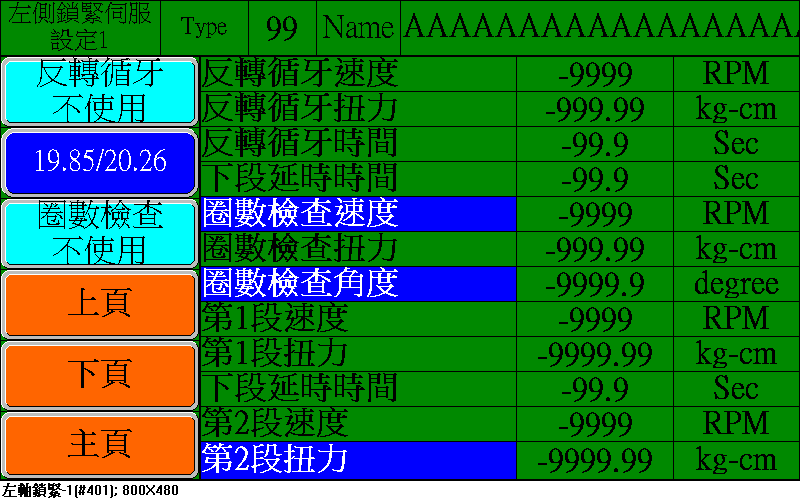 左側鎖緊伺服
設定1
Type
99
Name
AAAAAAAAAAAAAAAAA
反轉循牙
不使用
反轉循牙速度 -9999 RPM
反轉循牙扭力 -999.99 kg-cm
19.85/20.26
反轉循牙時間 -99.9 Sec
下段延時時間 -99.9 Sec
圈數檢查
不使用
圈數檢查速度 -9999 RPM
圈數檢查扭力 -999.99 kg-cm
上頁
圈數檢查角度 -9999.9 degree
第1段速度 -9999 RPM
下頁
第1段扭力 -9999.99 kg-cm
下段延時時間 -99.9 Sec
主頁
第2段速度 -9999 RPM
第2段扭力 -9999.99 kg-cm
左軸鎖緊-1(#401); 800X480